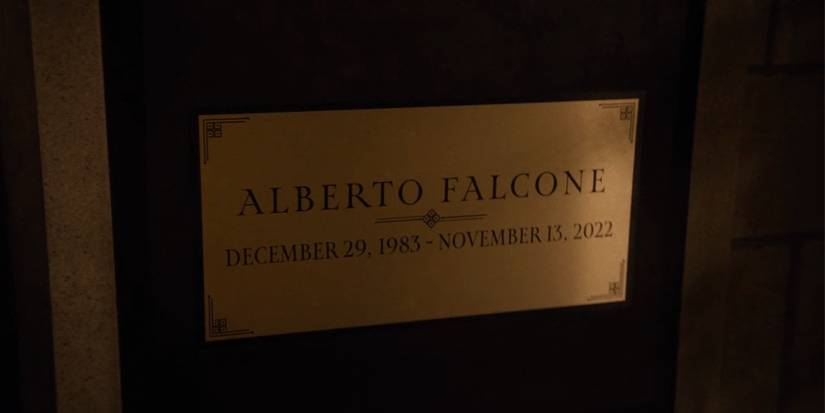 ALBERTO FALCONE
DECEMBER 29, 1983 - NOVEMBER 13, 2022